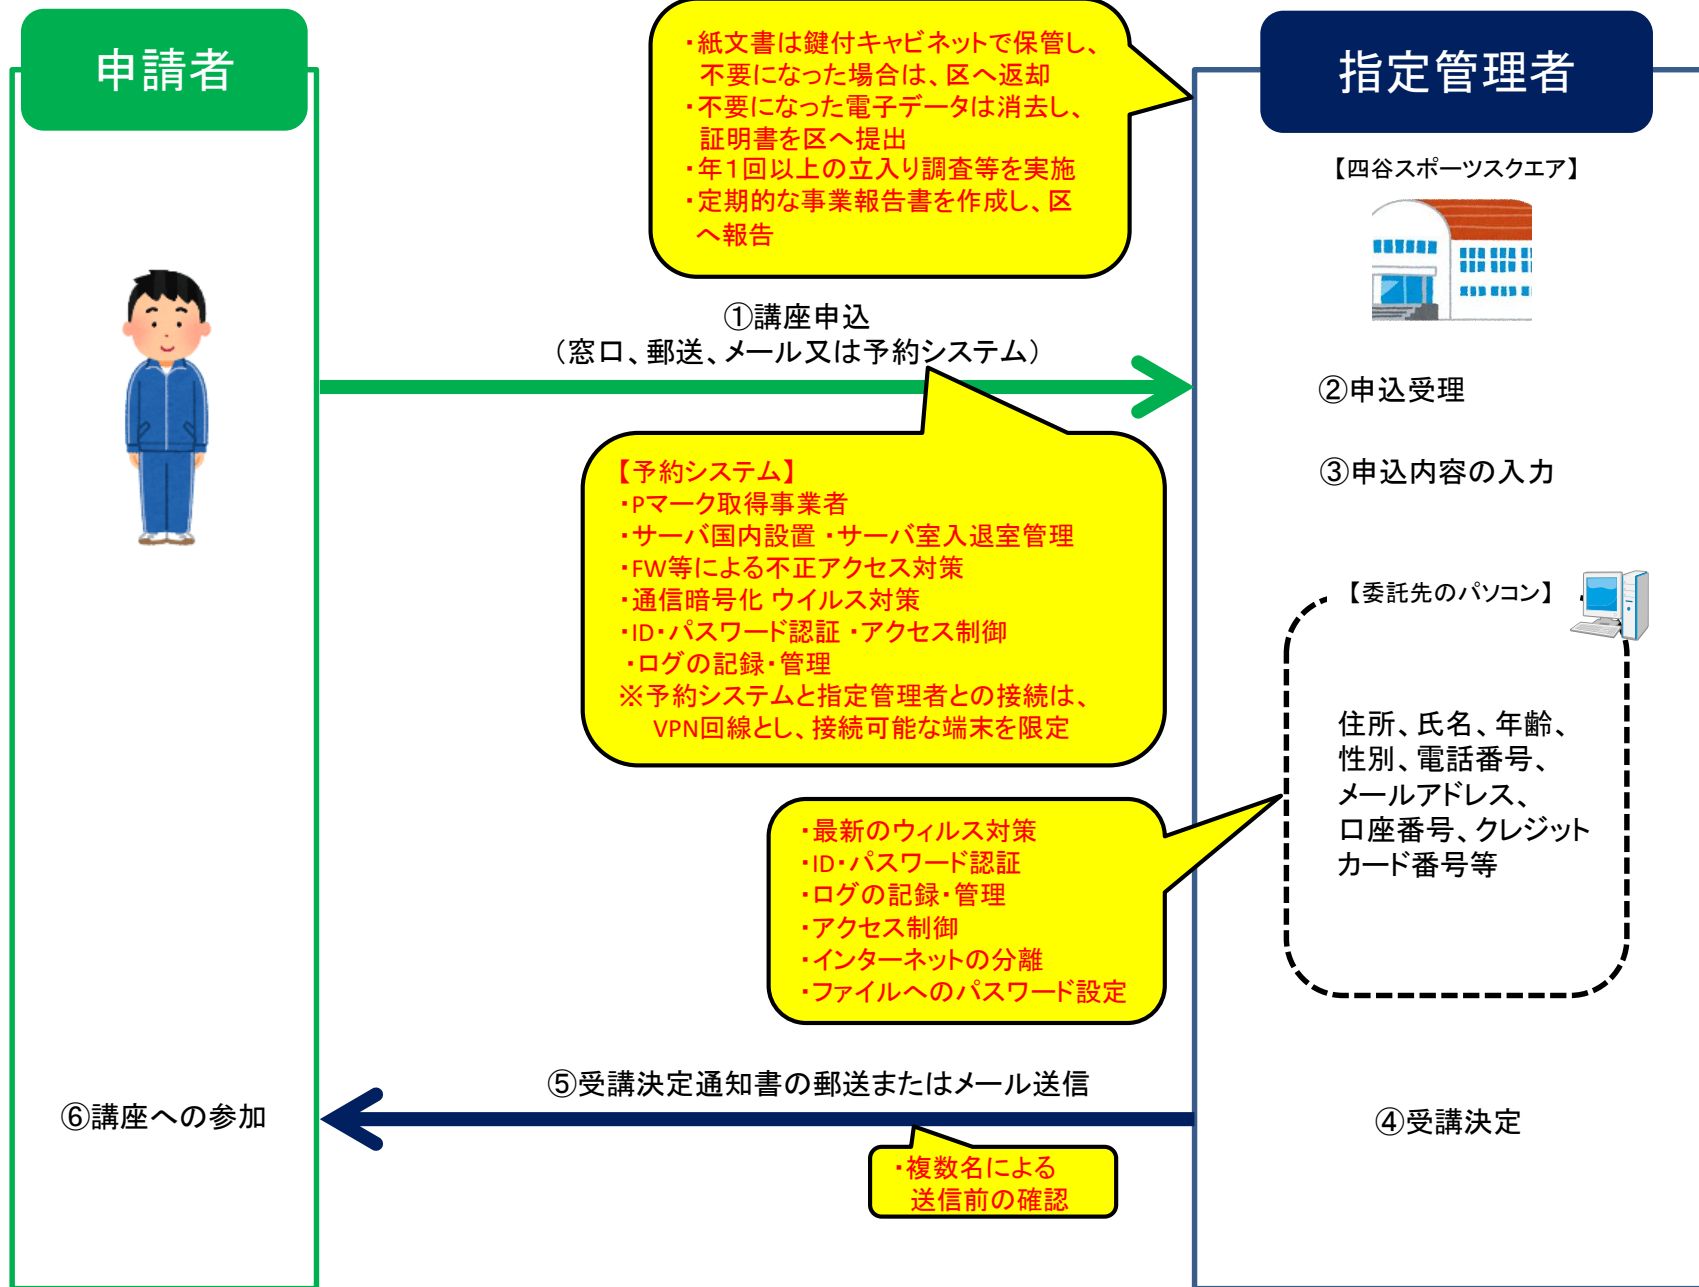 申請者
・紙文書は鍵付キャビネットで保管し、
不要になった場合は、区へ返却
・不要になった電子データは消去し、
証明書を区へ提出
・年1回以上の立入り調査等を実施
・定期的な事業報告書を作成し、区
へ報告
指定管理者
【四谷スポーツスクエア】
①講座申込
（窓口、郵送、メール又は予約システム）
②申込受理
③申込内容の入力
【予約システム】
・Pマーク取得事業者
・サーバ国内設置 ・サーバ室入退室管理
・FW等による不正アクセス対策
・通信暗号化 ウイルス対策
・ID・パスワード認証 ・アクセス制御
・ログの記録・管理
※予約システムと指定管理者との接続は、
VPN回線とし、接続可能な端末を限定
【委託先のパソコン】
住所、氏名、年齢、
性別、電話番号、
メールアドレス、
口座番号、クレジット
カード番号等
・最新のウィルス対策
・ID・パスワード認証
・ログの記録・管理
・アクセス制御
・インターネットの分離
・ファイルへのパスワード設定
④受講決定
⑤受講決定通知書の郵送またはメール送信
・複数名による
送信前の確認
⑥講座への参加